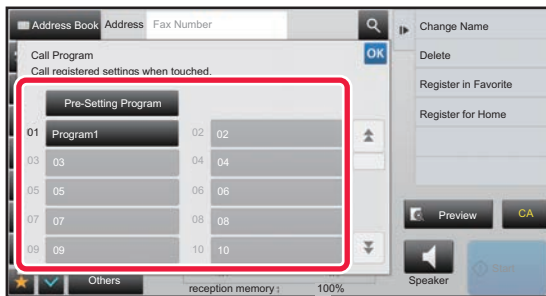 Address Book Address Fax Number
Call Program
Call registered settings when touched.
OK
Pre-Setting Program
01 Program1 02 02
03 03 04 04
05 05 06 06
07 07 08 08
09 09 10 10
Others
reception memory: 100%
Change Name
Delete
Register in Favorite
Register for Home
Preview CA
Speaker
Start